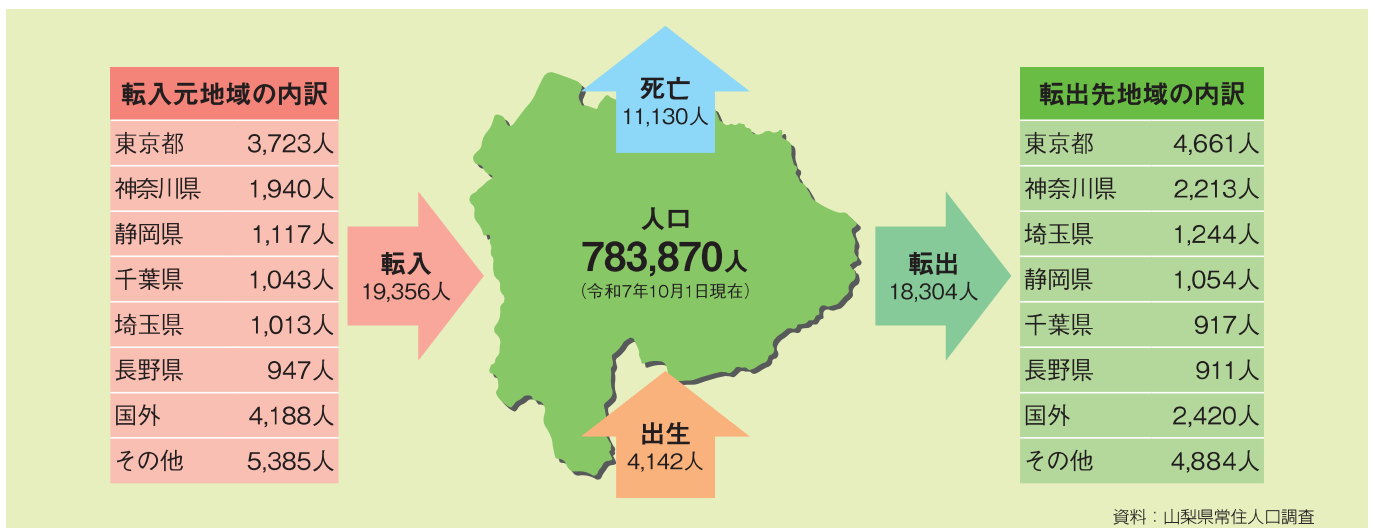 転入元地域の内訳
東京都 3,723人
神奈川県 1,940人
静岡県 1,117人
千葉県 1,043人
埼玉県 1,013人
長野県 947人
国外 4,188人
その他 5,385人
転入
19,356人
死亡
11,130人
人口
783,870人
(令和7年10月1日現在)
出生
4,142人
転出
18,304人
転出先地域の内訳
東京都 4,661人
神奈川県 2,213人
埼玉県 1,244人
静岡県 1,054人
千葉県 917人
長野県 911人
国外 2,420人
その他 4,884人
資料：山梨県常住人口調査